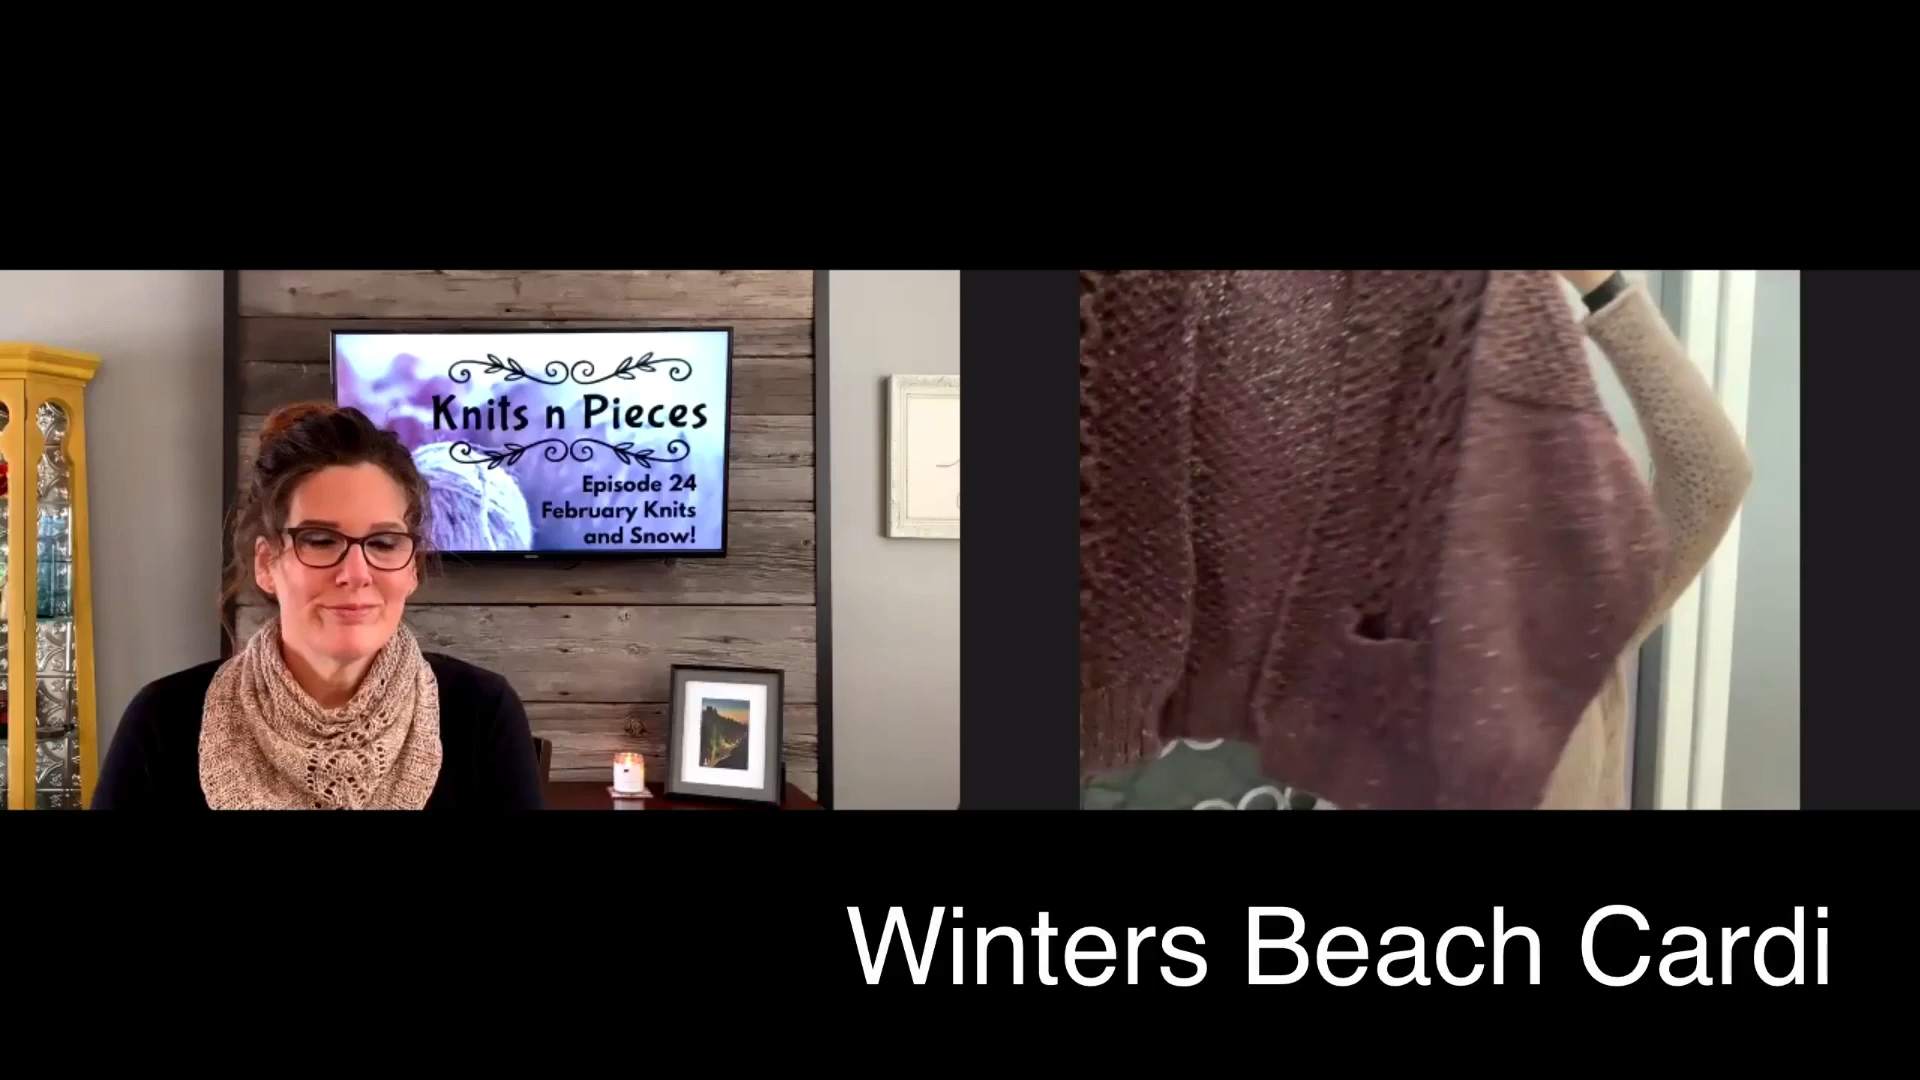 Knits n Pieces
Episode 24
February Knits
and Snow!
Winters Beach Cardi